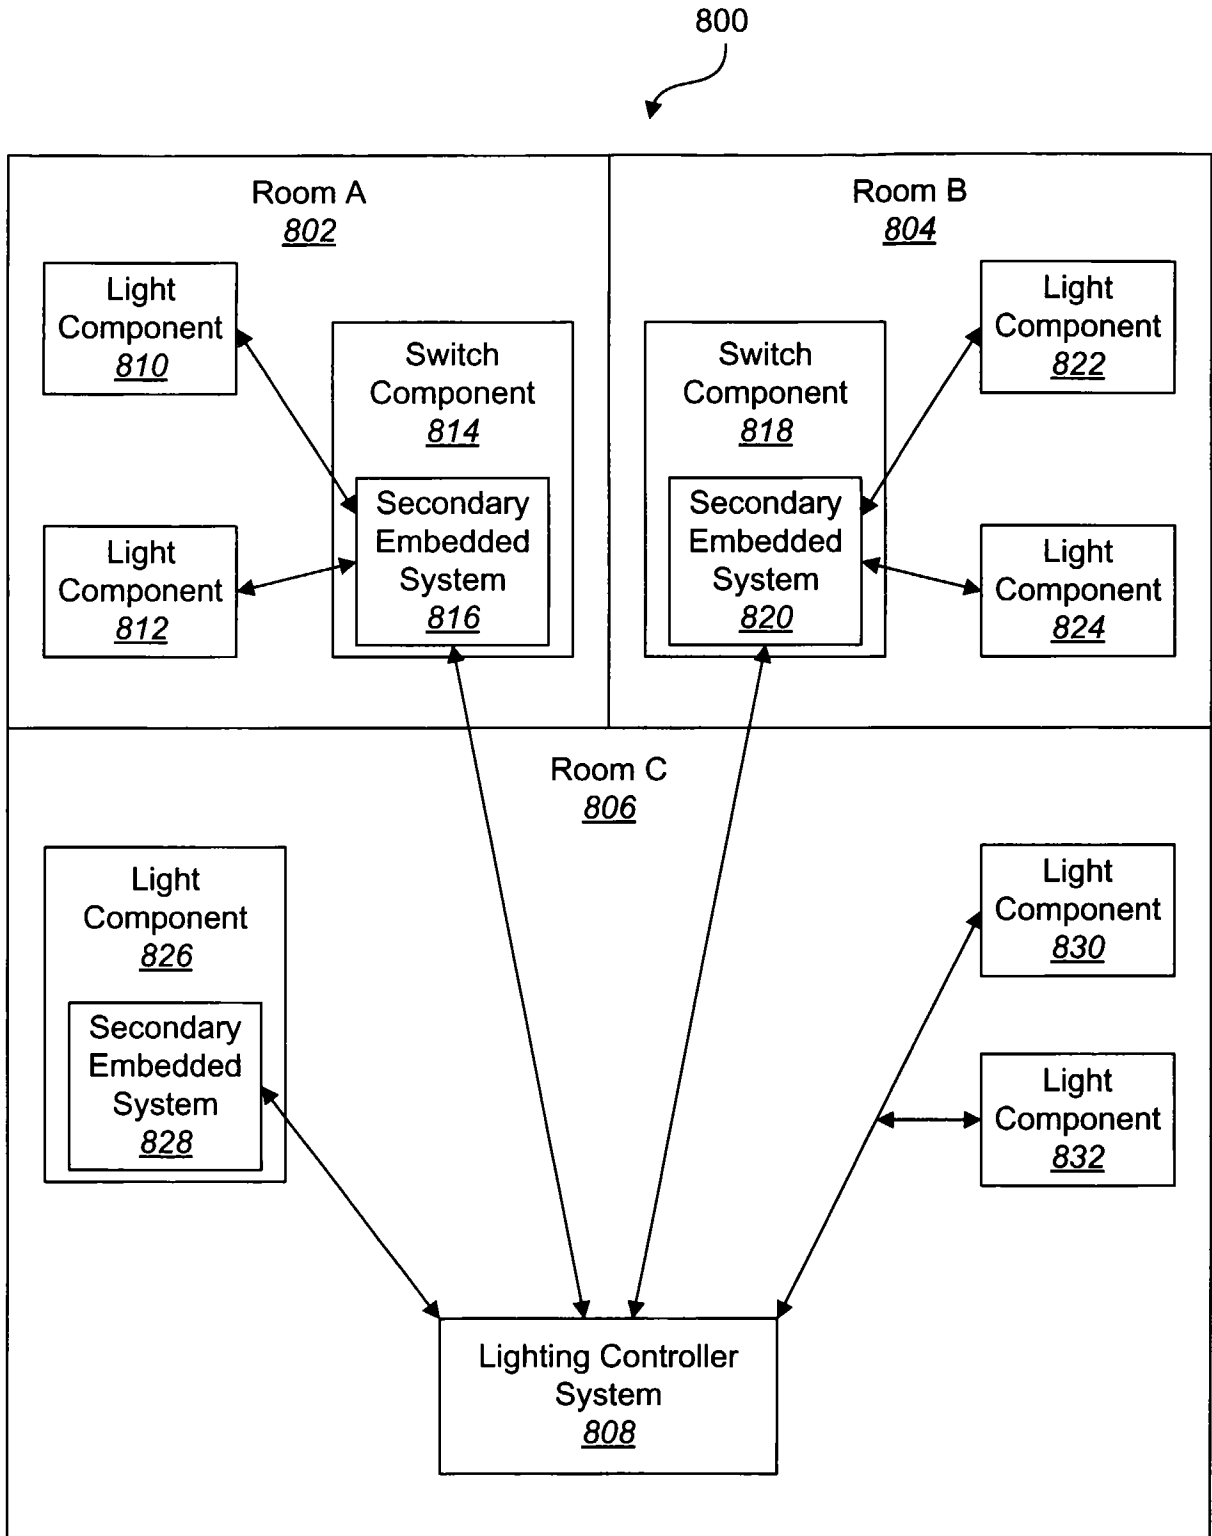 800
Room A
802
Room B
804
Light
Component
810
Switch
Component
814
Switch
Component
818
Light
Component
822
Light
Component
812
Secondary
Embedded
System
816
Secondary
Embedded
System
820
Light
Component
824
Room C
806
Light
Component
826
Secondary
Embedded
System
828
Light
Component
830
Light
Component
832
Lighting Controller
System
808